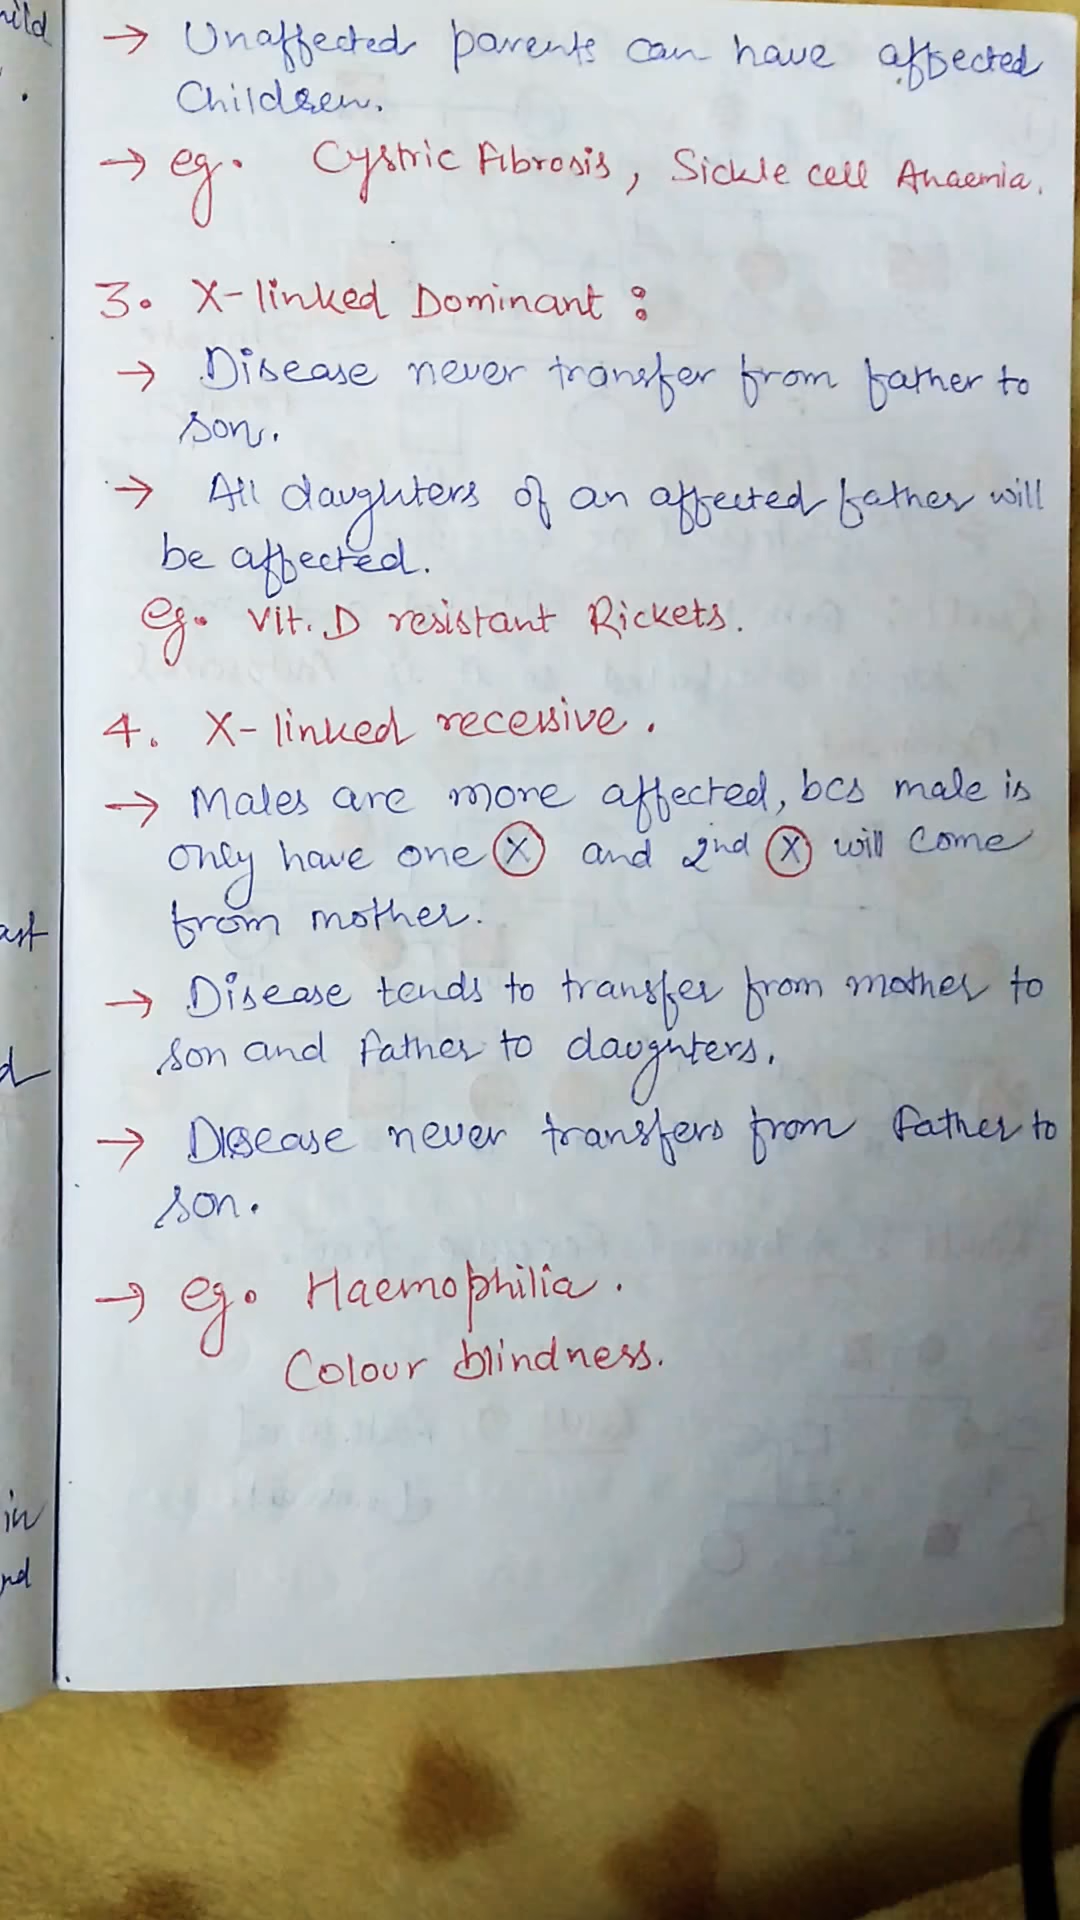 → Unaffected parents can have affected
Children.
→ eg. Cystric Fibrosis, Sickle cell Anaemia.
3. X-linked Dominant :
→ Disease never transfer from father to
son.
→ All daughters of an affected father will
be affected.
eg. Vit. D resistant Rickets.
4. X-linked recessive.
→ Males are more affected, bcs male is
only have one X and 2nd X will come
from mother.
→ Disease tends to transfer from mother to
son and Father to daughters.
→ Disease never transfers from Father to
son.
→ eg. Haemophilia.
Colour blindness.